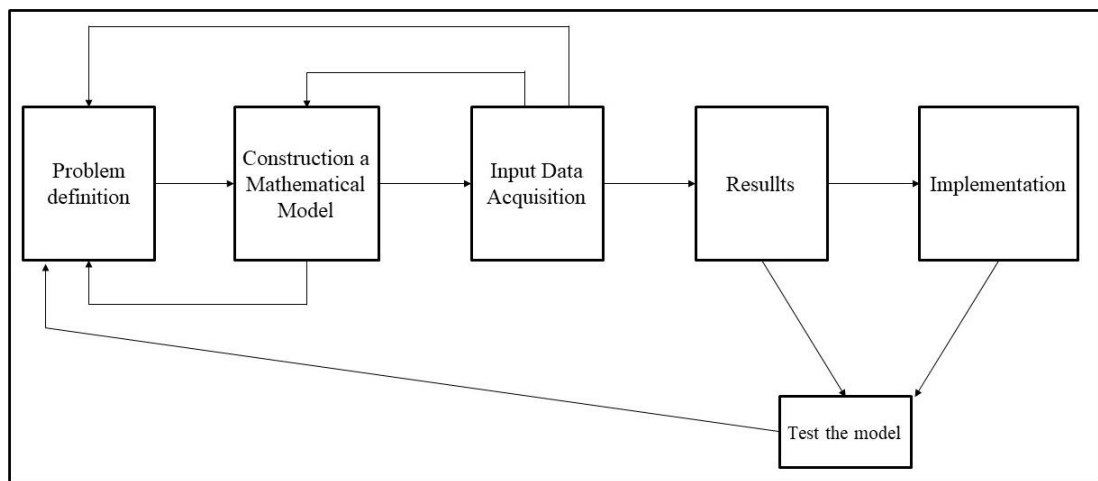 Problem
definition
Construction a
Mathematical
Model
Input Data
Acquisition
Resullts
Implementation
Test the model